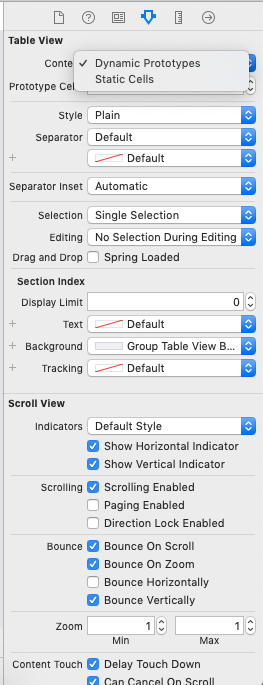 Table View
Conte
✓ Dynamic Prototypes
Static Cells
Prototype Cel
Style Plain
Separator Default
+ Default
Separator Inset Automatic
Selection Single Selection
Editing No Selection During Editing
Drag and Drop Spring Loaded
Section Index
Display Limit 0
+ Text Default
+ Background Group Table View B...
+ Tracking Default
Scroll View
Indicators Default Style
Show Horizontal Indicator
Show Vertical Indicator
Scrolling Scrolling Enabled
Paging Enabled
Direction Lock Enabled
Bounce Bounce On Scroll
Bounce On Zoom
Bounce Horizontally
Bounce Vertically
Zoom 1 1
Min Max
Content Touch Delay Touch Down
Can Cancel On Scroll